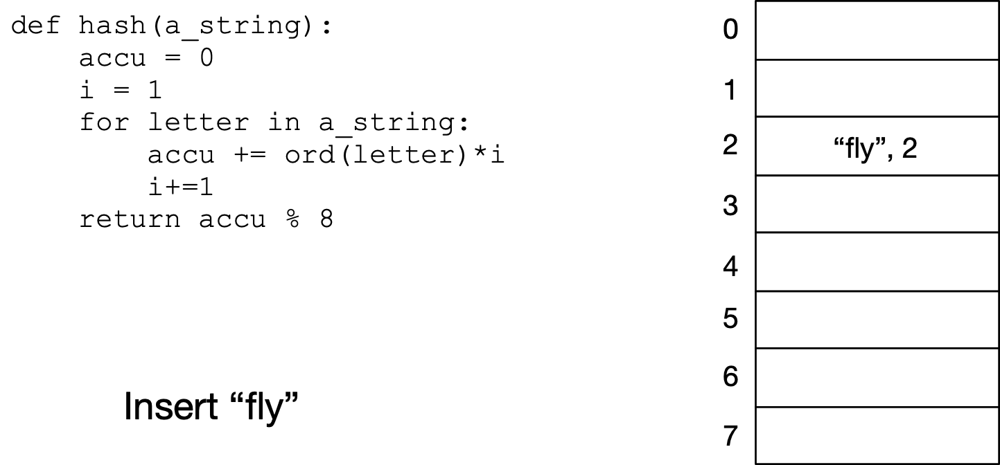 def hash(a_string):
    accu = 0
    i = 1
    for letter in a_string:
        accu += ord(letter)*i
        i+=1
    return accu % 8
Insert “fly”
0
1
2 “fly”, 2
3
4
5
6
7